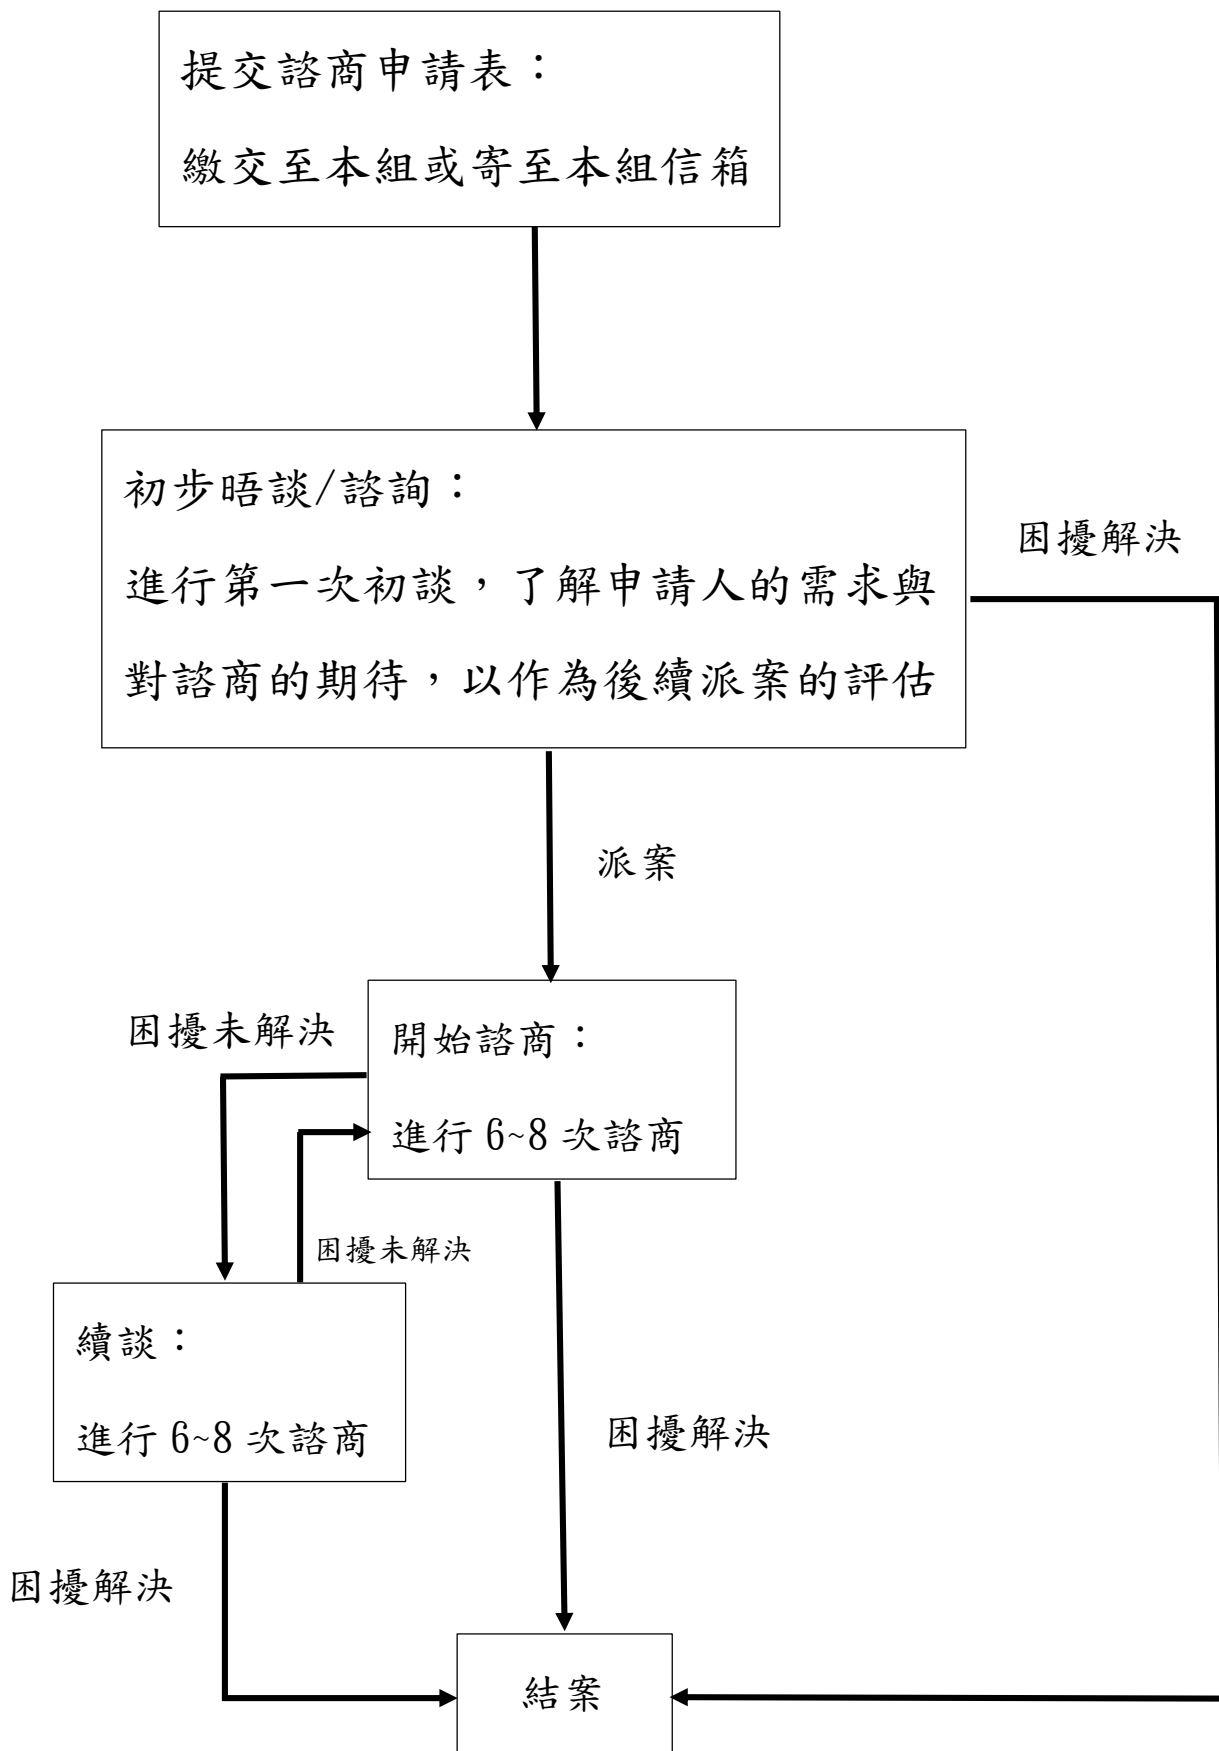 提交諮商申請表：
繳交至本組或寄至本組信箱
初步晤談/諮詢：
進行第一次初談，了解申請人的需求與
對諮商的期待，以作為後續派案的評估
困擾解決
派案
困擾未解決
開始諮商：
進行 6~8 次諮商
困擾未解決
續談：
進行 6~8 次諮商
困擾解決
困擾解決
結案